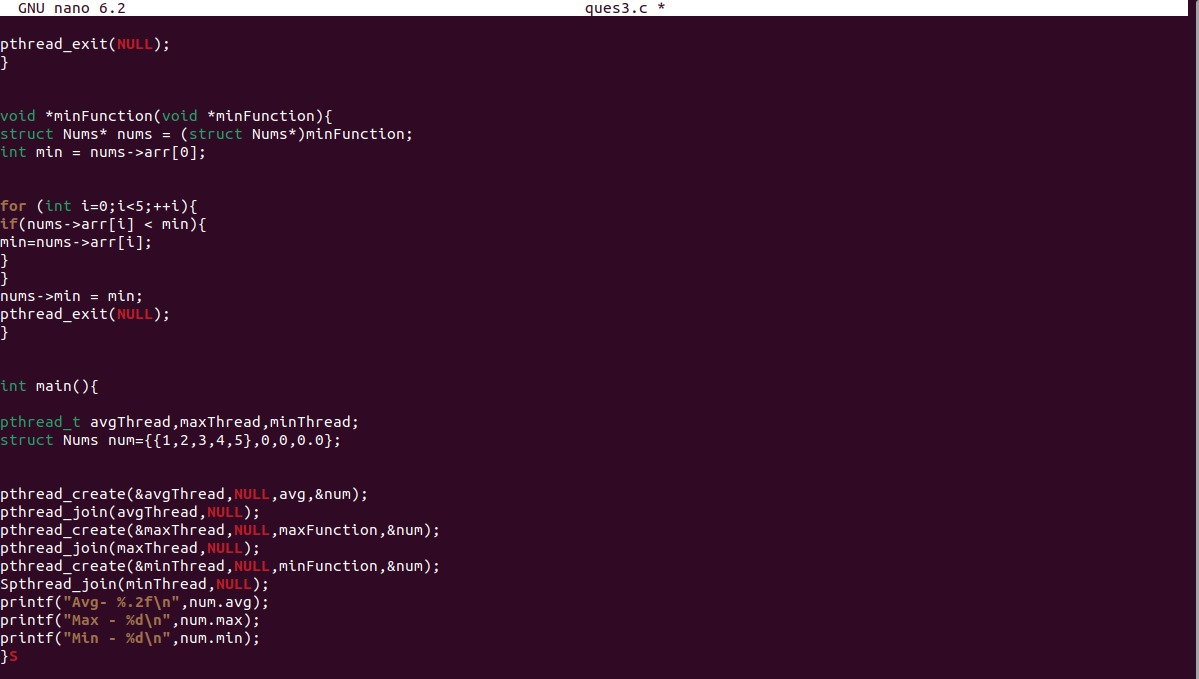 GNU nano 6.2 ques3.c *
pthread_exit(NULL);
}
void *minFunction(void *minFunction){
struct Nums* nums = (struct Nums*)minFunction;
int min = nums->arr[0];
for (int i=0;i<5;++i){
if(nums->arr[i] < min){
min=nums->arr[i];
}
}
nums->min = min;
pthread_exit(NULL);
}
int main(){
pthread_t avgThread,maxThread,minThread;
struct Nums num={{1,2,3,4,5},0,0,0.0};
pthread_create(&avgThread,NULL,avg,&num);
pthread_join(avgThread,NULL);
pthread_create(&maxThread,NULL,maxFunction,&num);
pthread_join(maxThread,NULL);
pthread_create(&minThread,NULL,minFunction,&num);
Spthread_join(minThread,NULL);
printf("Avg- %.2f\n",num.avg);
printf("Max - %d\n",num.max);
printf("Min - %d\n",num.min);
}S